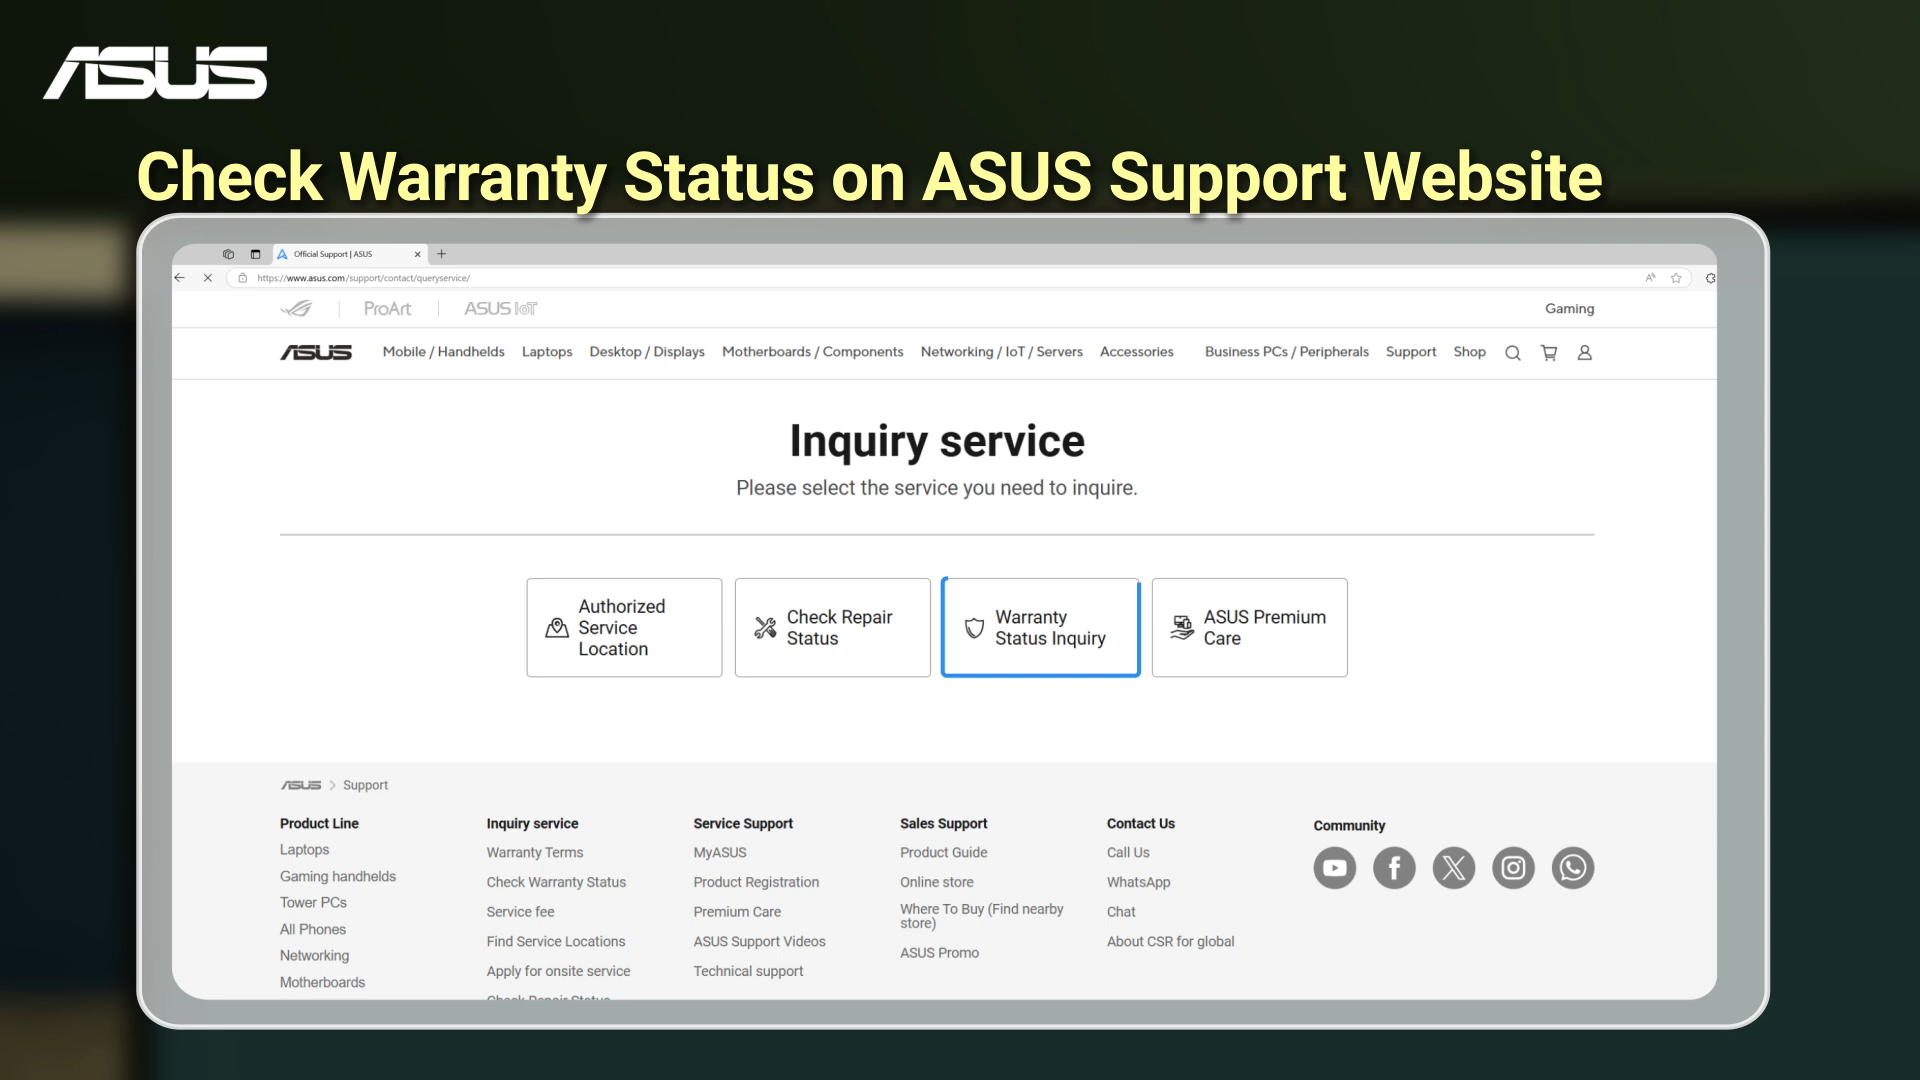 ASUS
Check Warranty Status on ASUS Support Website
Official Support | ASUS
https://www.asus.com/support/contact/queryservice/
ProArt
ASUS IoT
Gaming
ASUS
Mobile / Handhelds
Laptops
Desktop / Displays
Motherboards / Components
Networking / IoT / Servers
Accessories
Business PCs / Peripherals
Support
Shop
Inquiry service
Please select the service you need to inquire.
Authorized
Service
Location
Check Repair
Status
Warranty
Status Inquiry
ASUS Premium
Care
ASUS > Support
Product Line
Laptops
Gaming handhelds
Tower PCs
All Phones
Networking
Motherboards
Inquiry service
Warranty Terms
Check Warranty Status
Service fee
Find Service Locations
Apply for onsite service
Check Repair Status
Service Support
MyASUS
Product Registration
Premium Care
ASUS Support Videos
Technical support
Sales Support
Product Guide
Online store
Where To Buy (Find nearby
store)
ASUS Promo
Contact Us
Call Us
WhatsApp
Chat
About CSR for global
Community